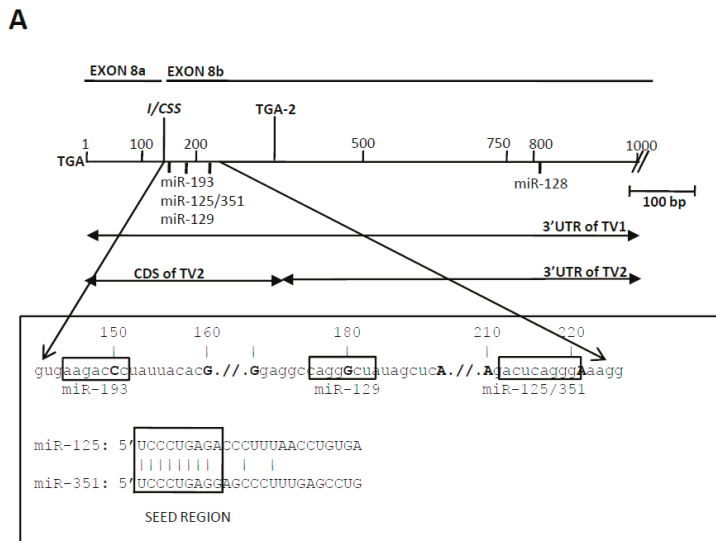 A
EXON 8a EXON 8b
I/CSS TGA-2
TGA 1 100 200 500 750 800 1000
miR-193 miR-128
miR-125/351 100 bp
miR-129
3'UTR of TV1
CDS of TV2 3'UTR of TV2
150 160 180 210 220
gugaagacCcuauuacacG.//.GgaggccagggCuauagcucA.//.AgacucagggAaagg
miR-193 miR-129 miR-125/351
miR-125: 5'UCCCUGAGACCCUUUAACCUGUGA
miR-351: 5'UCCCUGAGGAGCCCUUUGAGCCUG
SEED REGION